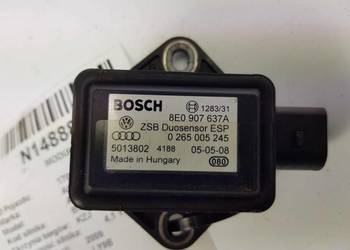 BOSCH 1283/31
8E0 907 637A
ZSB Duosensor ESP
0 265 005 245
5013802 4188 05-05-08
Made in Hungary 080